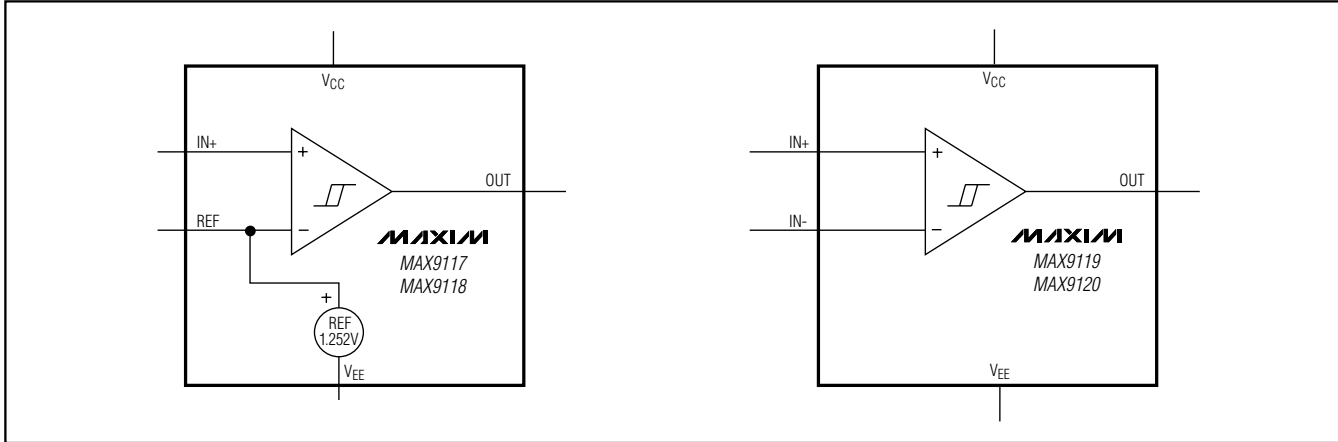 VCC
IN+
+
OUT
REF
−
MAXIM
MAX9117
MAX9118
+
REF
1.252V
VEE
VCC
IN+
+
OUT
IN-
−
MAXIM
MAX9119
MAX9120
VEE